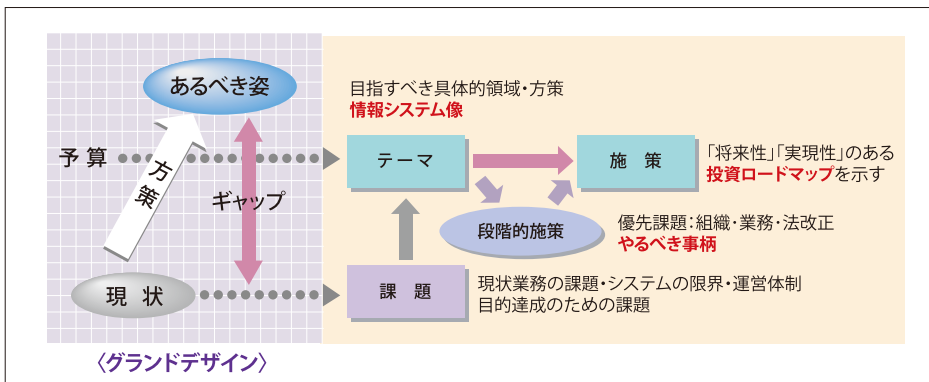 あるべき姿
予算
方策
ギャップ
現状
〈グランドデザイン〉
目指すべき具体的領域・方策
情報システム像
テーマ
施策
「将来性」「実現性」のある
投資ロードマップを示す
段階的施策
優先課題：組織・業務・法改正
やるべき事柄
課題
現状業務の課題・システムの限界・運営体制
目的達成のための課題